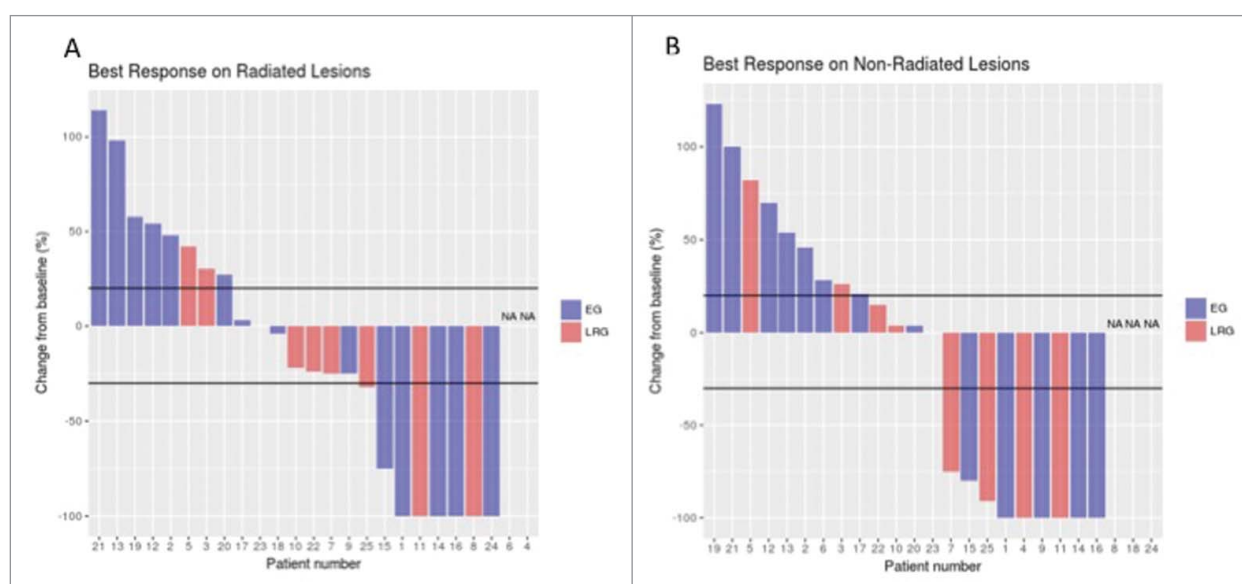 A
Best Response on Radiated Lesions
Change from baseline (%)
100
50
0
-50
-100
NA NA
21 13 19 12 2 5 3 20 17 23 18 10 22 7 9 25 15 1 11 14 16 8 24 6 4
Patient number
EG
LRG
B
Best Response on Non-Radiated Lesions
Change from baseline (%)
100
50
0
-50
-100
NA NA NA
19 21 5 12 13 2 6 3 17 22 10 20 23 7 15 25 1 4 9 11 14 16 8 18 24
Patient number
EG
LRG